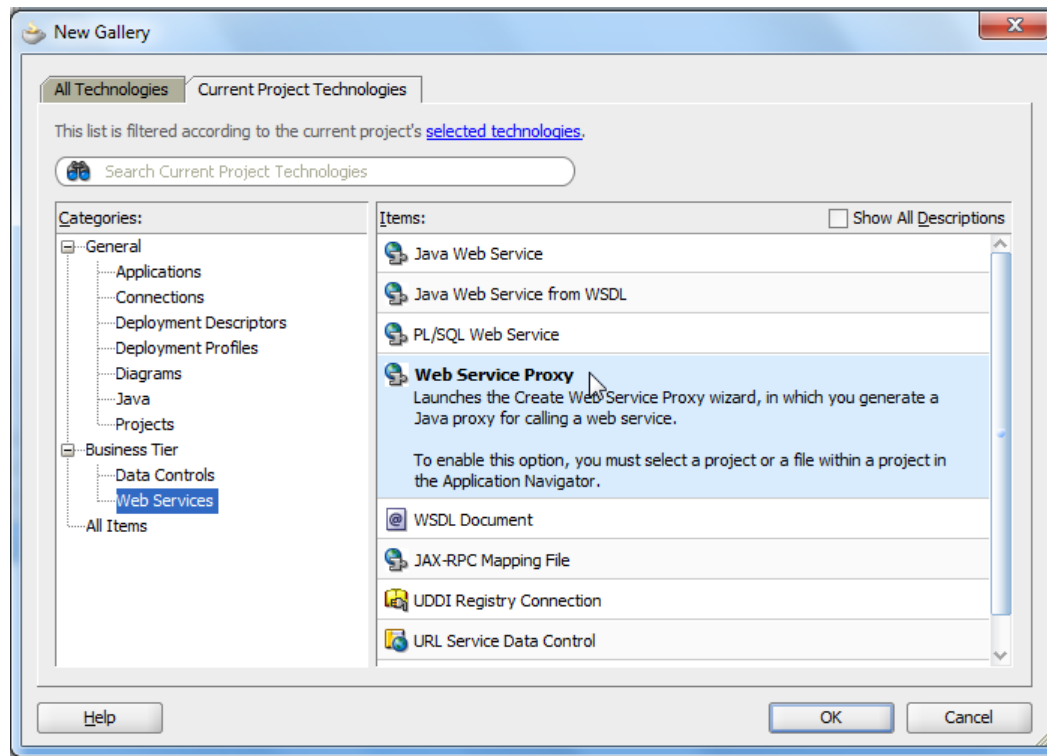 New Gallery
All Technologies
Current Project Technologies
This list is filtered according to the current project's selected technologies.
Search Current Project Technologies
Categories:
General
Applications
Connections
Deployment Descriptors
Deployment Profiles
Diagrams
Java
Projects
Business Tier
Data Controls
Web Services
All Items
Items:
Show All Descriptions
Java Web Service
Java Web Service from WSDL
PL/SQL Web Service
Web Service Proxy
Launches the Create Web Service Proxy wizard, in which you generate a
Java proxy for calling a web service.
To enable this option, you must select a project or a file within a project in
the Application Navigator.
WSDL Document
JAX-RPC Mapping File
UDDI Registry Connection
URL Service Data Control
Help
OK
Cancel